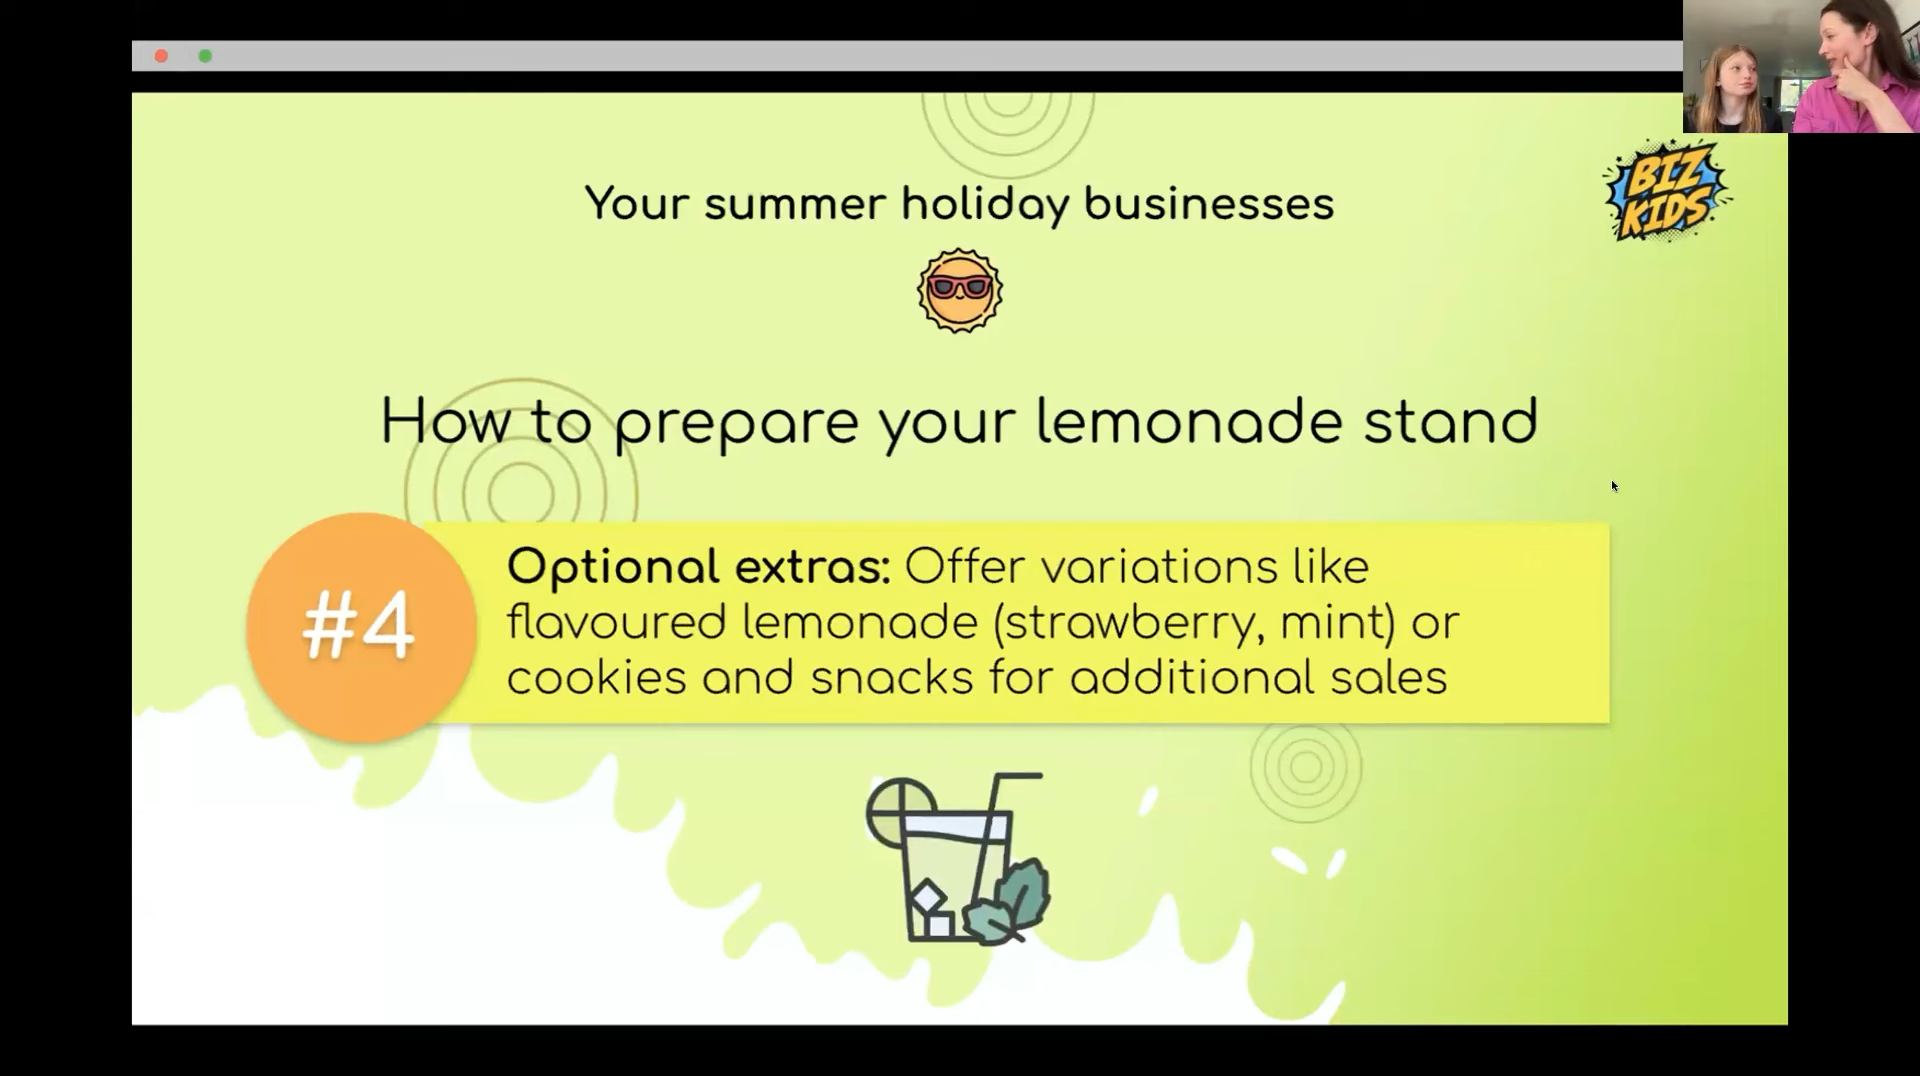 BIZ
KIDS
Your summer holiday businesses
How to prepare your lemonade stand
#4
Optional extras: Offer variations like
flavoured lemonade (strawberry, mint) or
cookies and snacks for additional sales